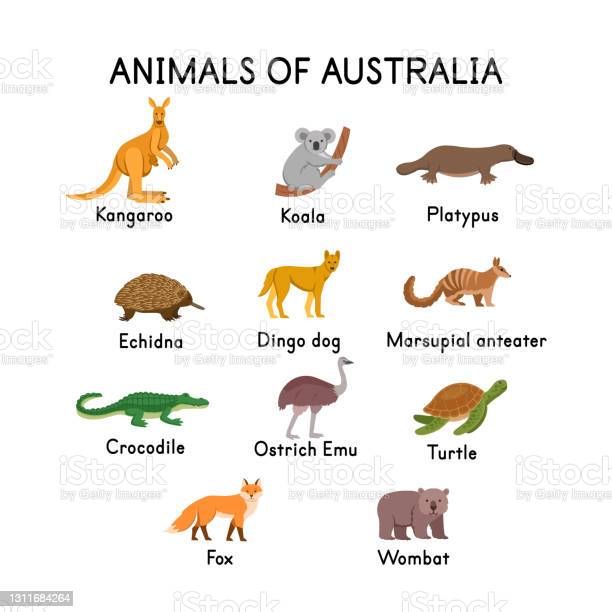 ANIMALS OF AUSTRALIA
Kangaroo
Koala
Platypus
Echidna
Dingo dog
Marsupial anteater
Crocodile
Ostrich Emu
Turtle
Fox
Wombat
iStock
by Getty Images™
1311684264